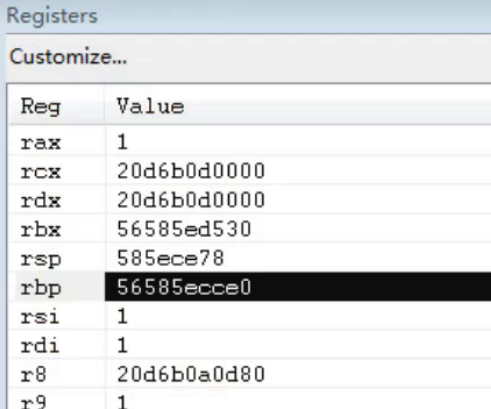 Registers
Customize...
Reg Value
rax 1
rcx 20d6b0d0000
rdx 20d6b0d0000
rbx 56585ed530
rsp 585ece78
rbp 56585ecce0
rsi 1
rdi 1
r8 20d6b0a0d80
r9 1